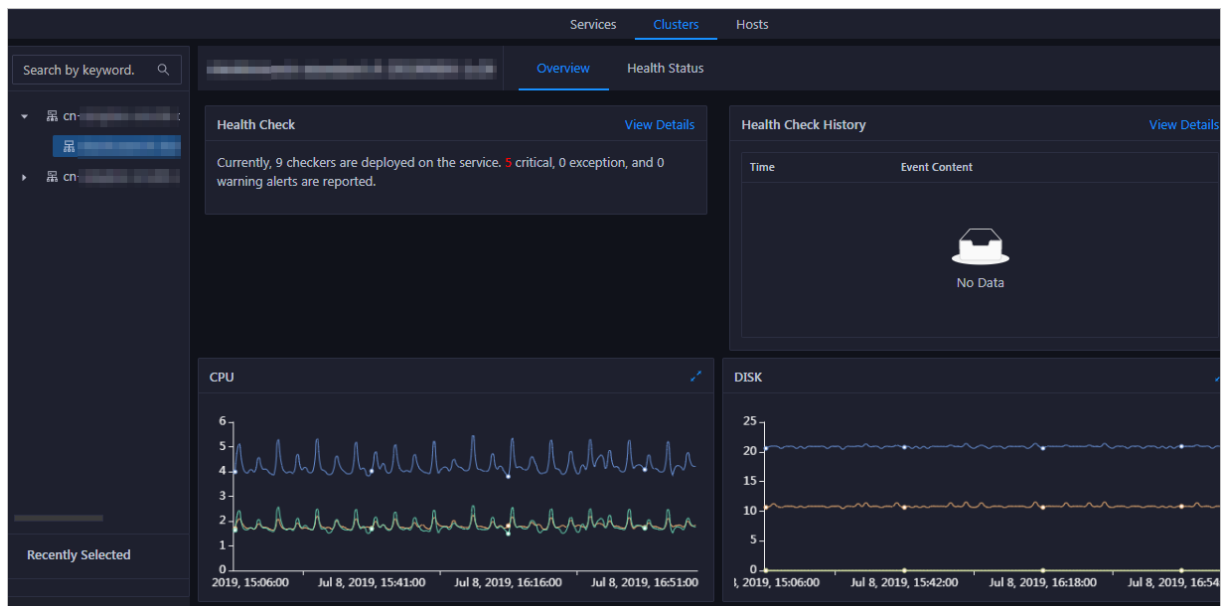 Services Clusters Hosts
Search by keyword.
Overview Health Status
cn-
cn-
Recently Selected
Health Check View Details
Currently, 9 checkers are deployed on the service. 5 critical, 0 exception, and 0
warning alerts are reported.
Health Check History View Details
Time Event Content
No Data
CPU
6
5
4
3
2
1
0
2019, 15:06:00 Jul 8, 2019, 15:41:00 Jul 8, 2019, 16:16:00 Jul 8, 2019, 16:51:00
DISK
25
20
15
10
5
0
, 2019, 15:06:00 Jul 8, 2019, 15:42:00 Jul 8, 2019, 16:18:00 Jul 8, 2019, 16:54